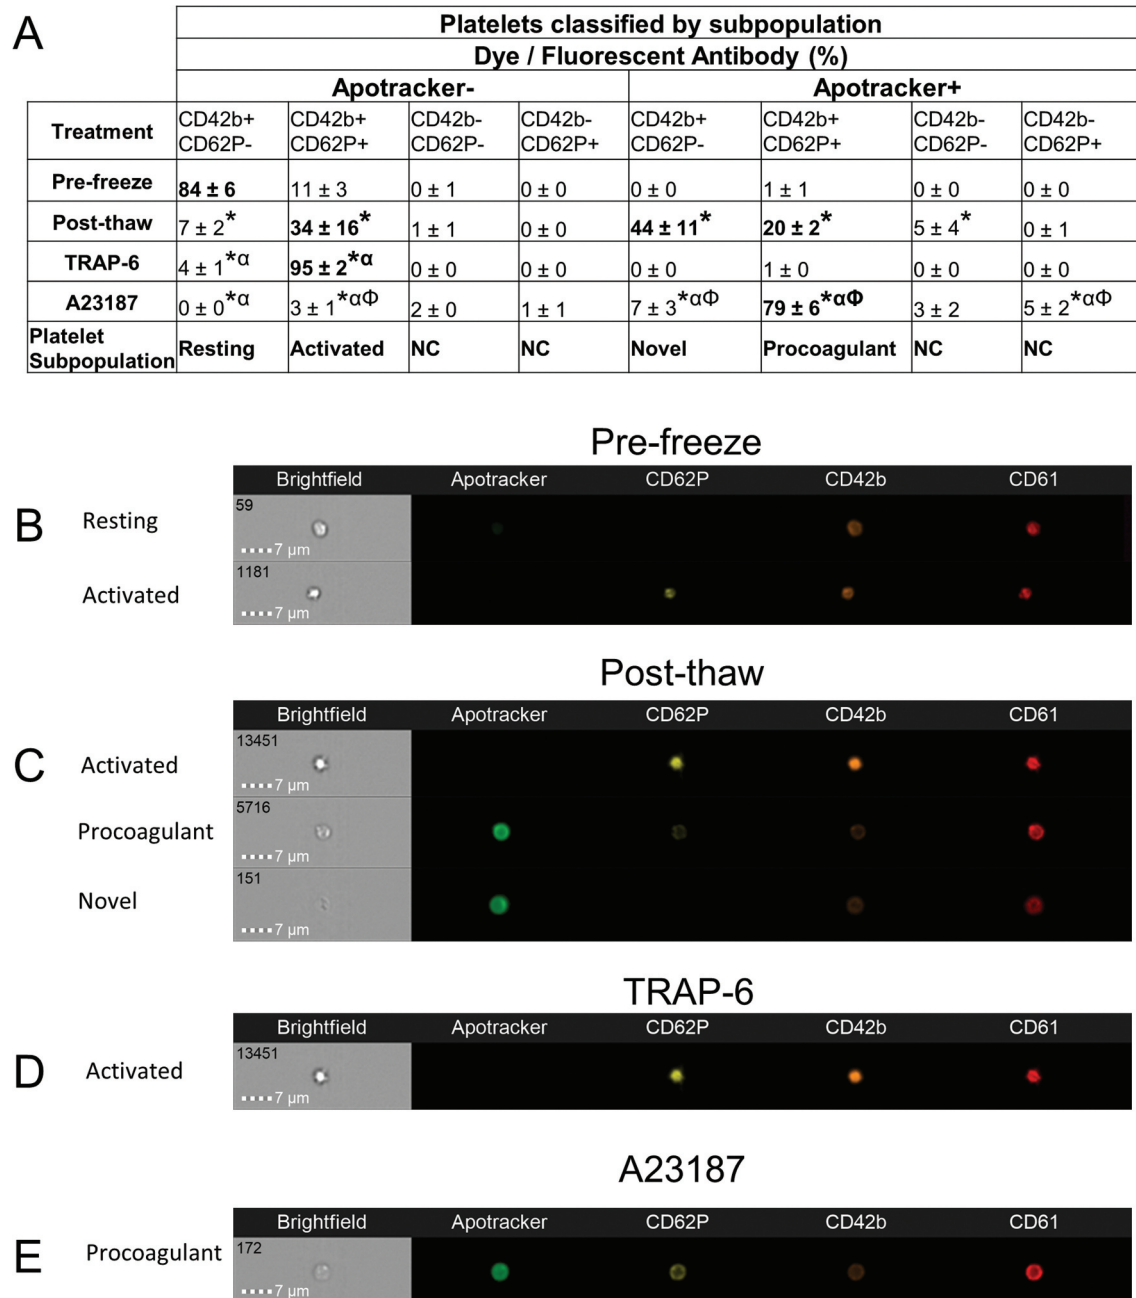 A
Platelets classified by subpopulation
Dye / Fluorescent Antibody (%)
Apotracker- Apotracker+
Treatment CD42b+ CD62P- CD42b+ CD62P+ CD42b- CD62P- CD42b- CD62P+ CD42b+ CD62P- CD42b+ CD62P+ CD42b- CD62P- CD42b- CD62P+
Pre-freeze 84 ± 6 11 ± 3 0 ± 1 0 ± 0 0 ± 0 1 ± 1 0 ± 0 0 ± 0
Post-thaw 7 ± 2* 34 ± 16* 1 ± 1 0 ± 0 44 ± 11* 20 ± 2* 5 ± 4* 0 ± 1
TRAP-6 4 ± 1*α 95 ± 2*α 0 ± 0 0 ± 0 0 ± 0 1 ± 0 0 ± 0 0 ± 0
A23187 0 ± 0*α 3 ± 1*αΦ 2 ± 0 1 ± 1 7 ± 3*αΦ 79 ± 6*αΦ 3 ± 2 5 ± 2*αΦ
Platelet Subpopulation Resting Activated NC NC Novel Procoagulant NC NC
Pre-freeze
Brightfield Apotracker CD62P CD42b CD61
B Resting 59
7 µm
Activated 1181
7 µm
Post-thaw
Brightfield Apotracker CD62P CD42b CD61
C Activated 13451
7 µm
Procoagulant 5716
7 µm
Novel 151
7 µm
TRAP-6
Brightfield Apotracker CD62P CD42b CD61
D Activated 13451
7 µm
A23187
Brightfield Apotracker CD62P CD42b CD61
E Procoagulant 172
7 µm